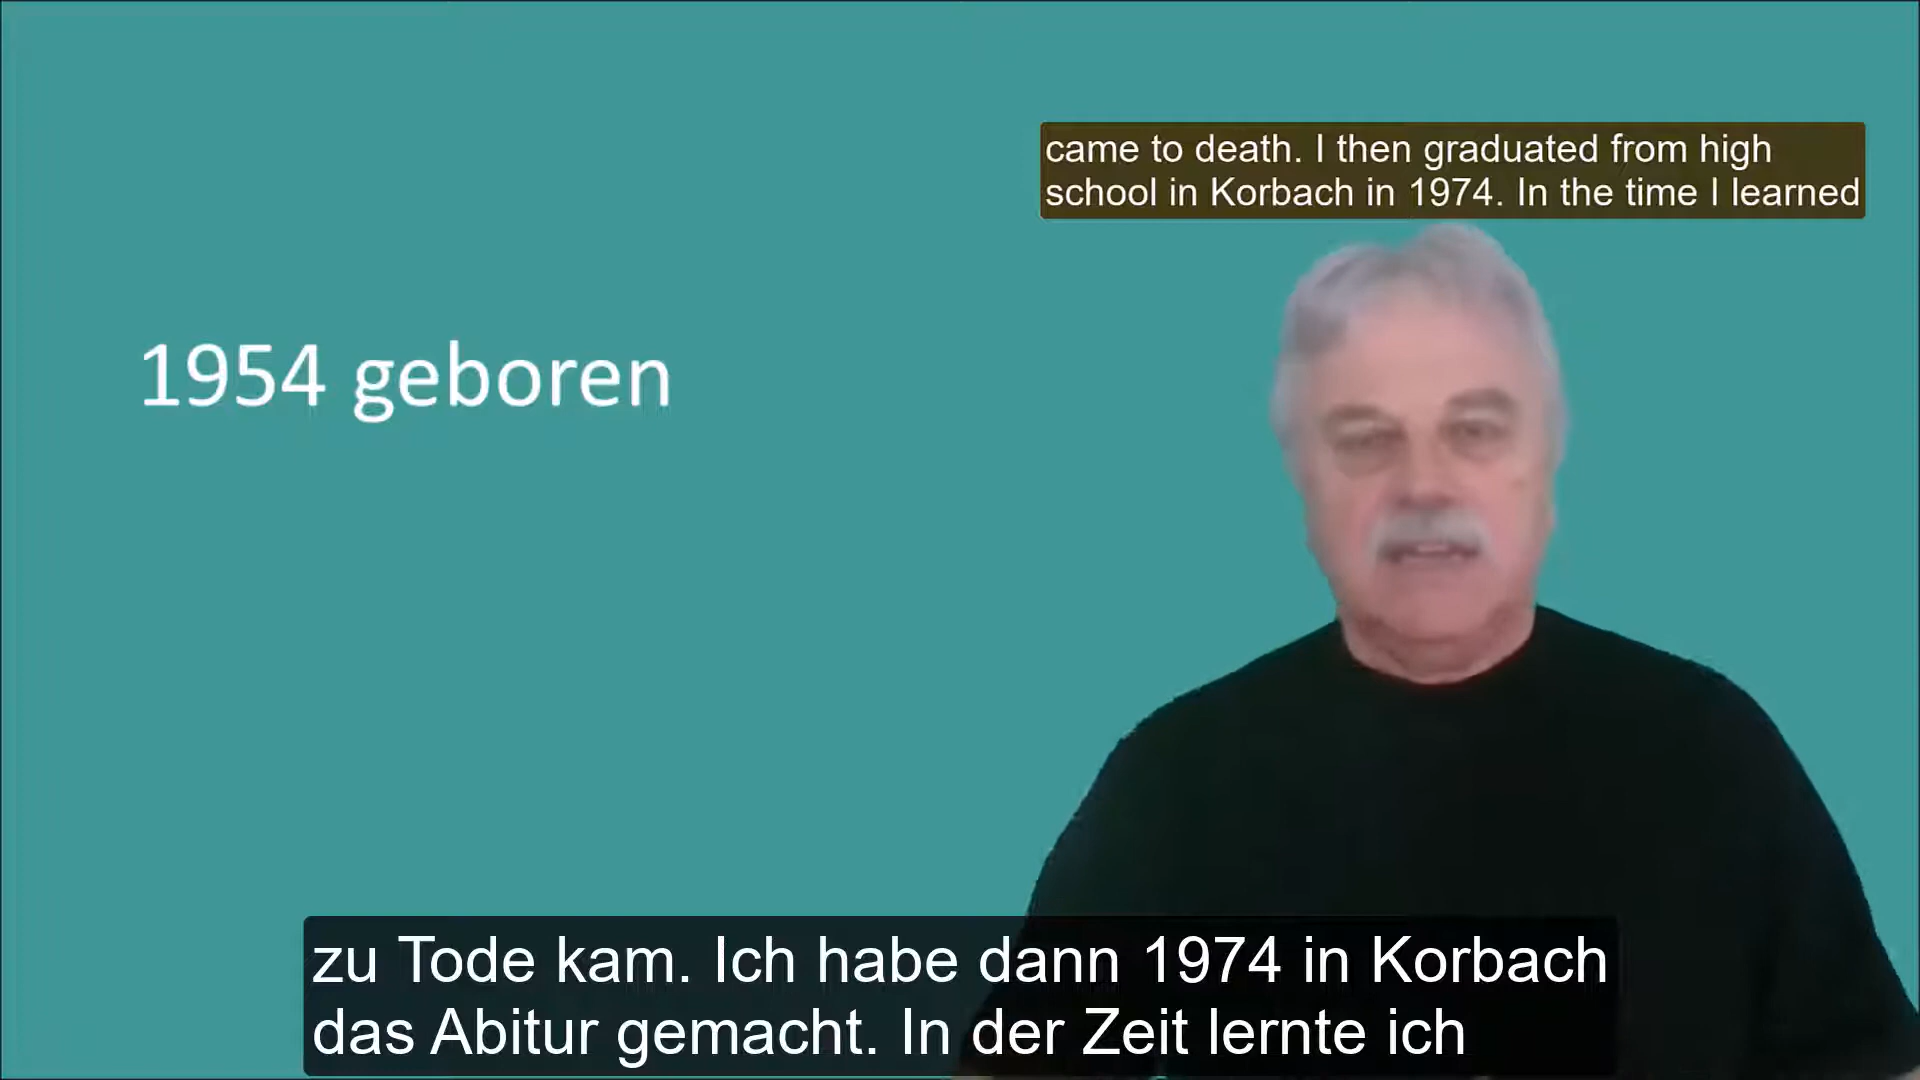 came to death. I then graduated from high
school in Korbach in 1974. In the time I learned
1954 geboren
zu Tode kam. Ich habe dann 1974 in Korbach
das Abitur gemacht. In der Zeit lernte ich